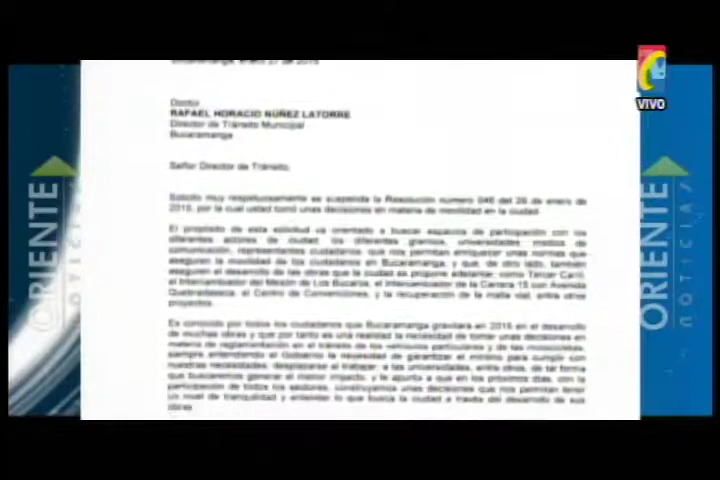 Bucaramanga, enero 27 de 2015
Doctor
RAFAEL HORACIO NÚÑEZ LATORRE
Director de Tránsito Municipal
Bucaramanga
Señor Director de Tránsito,
Solicito muy respetuosamente se suspenda la Resolución número 046 del 26 de enero de
2015, por la cual usted tomó unas decisiones en materia de movilidad en la ciudad.
El propósito de esta solicitud va orientado a buscar espacios de participación con los
diferentes actores de ciudad, los diferentes gremios, universidades, medios de
comunicación, representantes ciudadanos, que nos permitan enriquecer unas normas que
aseguren la movilidad de los ciudadanos en Bucaramanga, y que, de otro lado, también
aseguren el desarrollo de las obras que la ciudad se propone adelantar, como Tercer Carril,
el Intercambiador del Mesón de Los Búcaros, el Intercambiador de la Carrera 15 con Avenida
Quebradaseca, el Centro de Convenciones, y la recuperación de la malla vial, entre otros
proyectos.
Es conocido por todos los ciudadanos que Bucaramanga gravitará en 2015 en el desarrollo
de muchas obras y que por tanto es una realidad la necesidad de tomar unas decisiones en
materia de reglamentación en el tránsito de los vehículos particulares y de las motocicletas,
siempre entendiendo el Gobierno la necesidad de garantizar el mínimo para cumplir con
nuestras necesidades, desplazarse al trabajar, a las universidades, entre otros, de tal forma
que buscaremos generar el menor impacto, y le apunta a que en los próximos días, con la
participación de todos los sectores, construyamos unas decisiones que nos permitan tener
un nivel de tranquilidad y entender lo que busca la ciudad a través del desarrollo de sus
obras.
ORIENTE
NOTICIAS
ORIENTE
NOTICIAS
VIVO